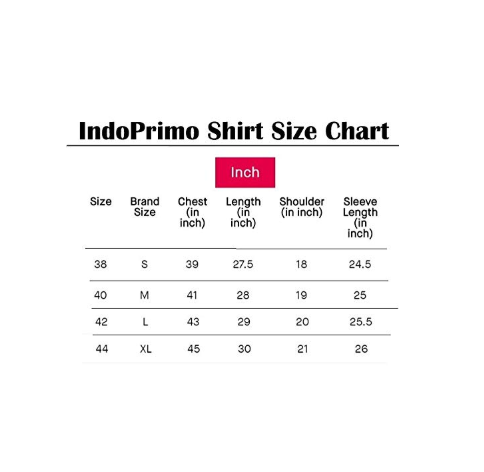 IndoPrimo Shirt Size Chart
Inch
Size Brand Size Chest (in inch) Length (in inch) Shoulder (in inch) Sleeve Length (in inch)
38 S 39 27.5 18 24.5
40 M 41 28 19 25
42 L 43 29 20 25.5
44 XL 45 30 21 26